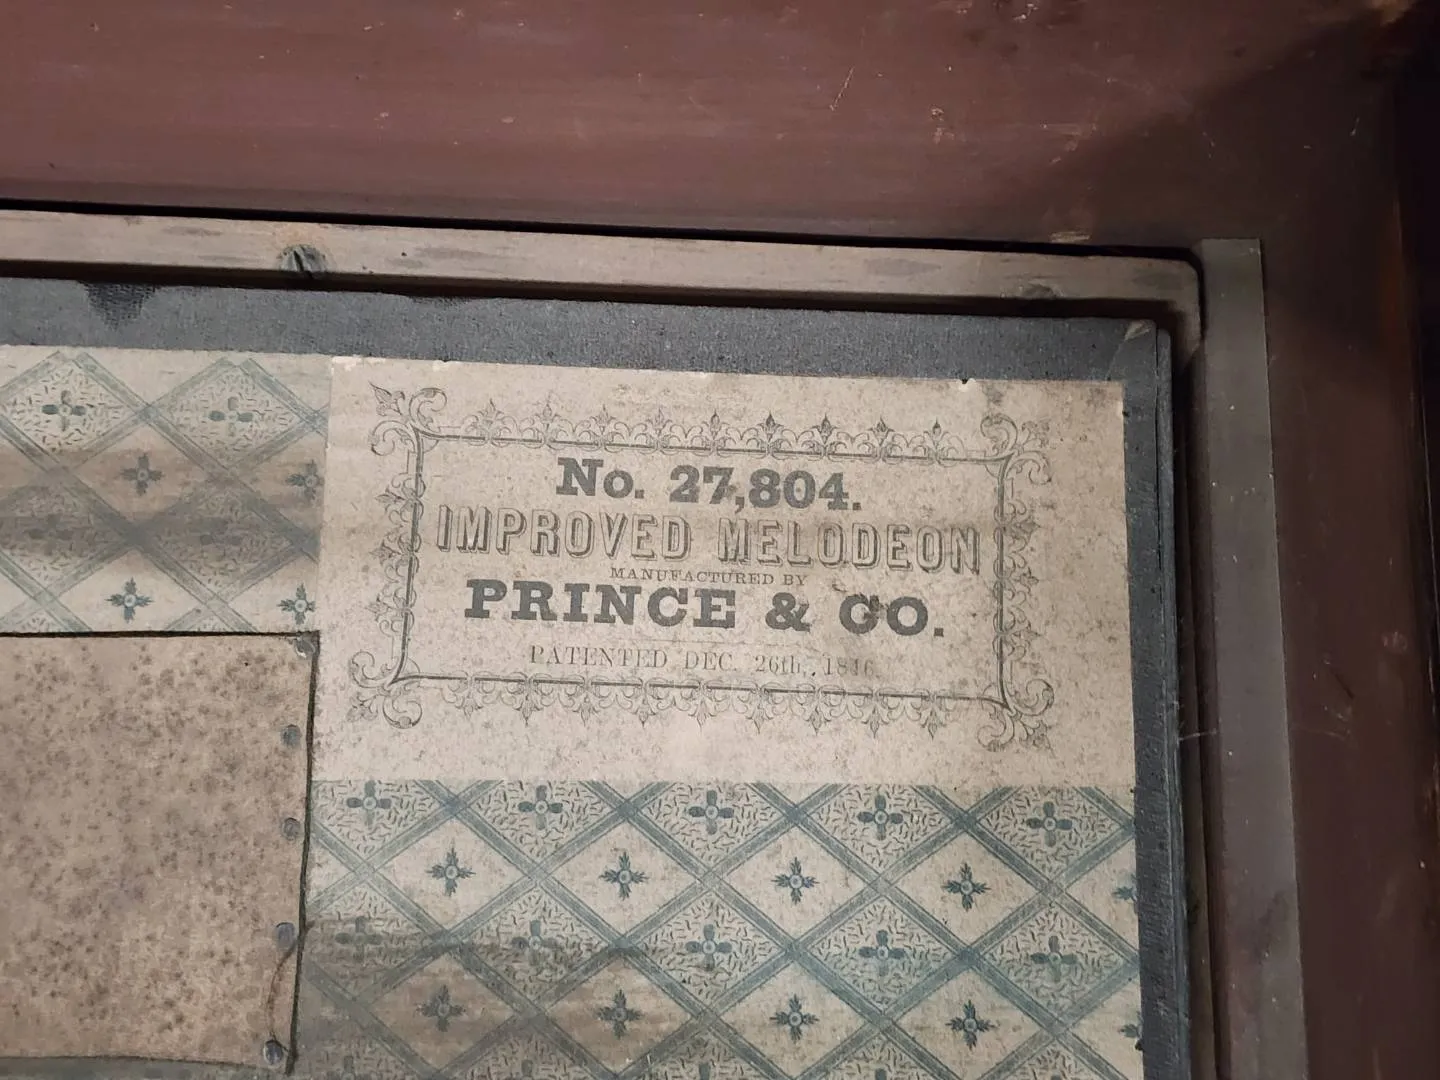 No. 27,804.
IMPROVED MELODEON
MANUFACTURED BY
PRINCE & CO.
PATENTED DEC. 26th, 1846